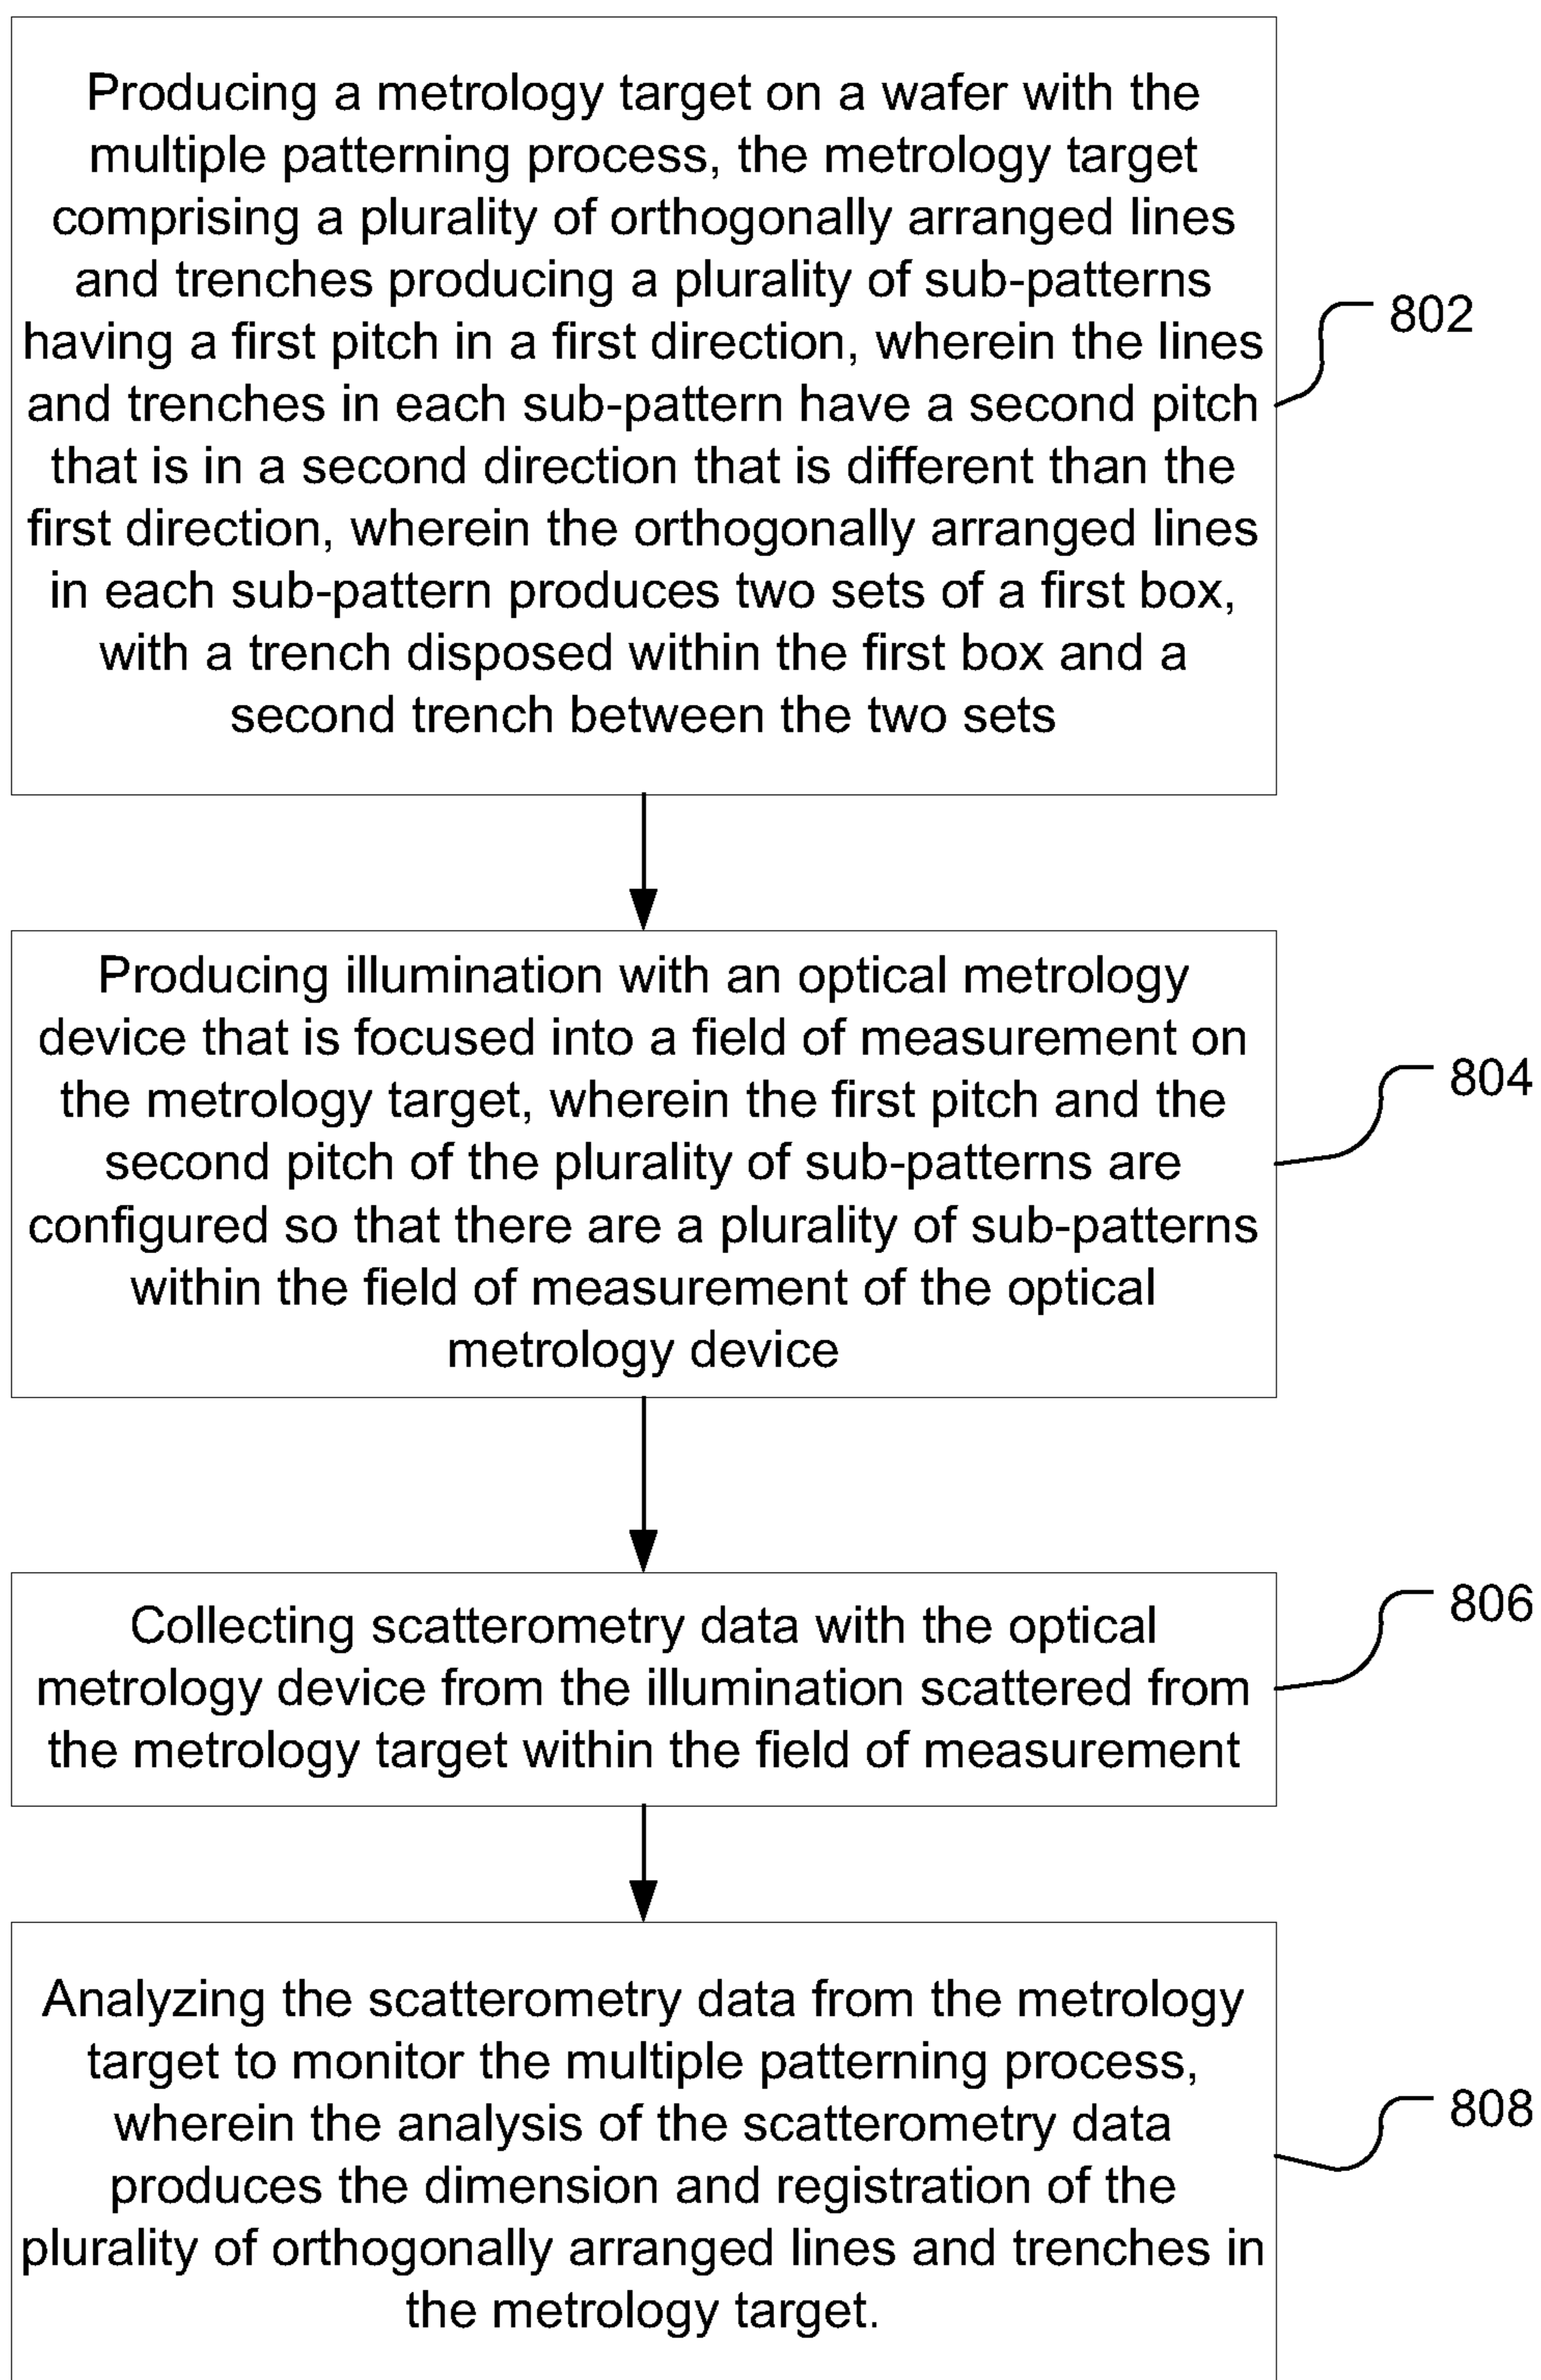 Producing a metrology target on a wafer with the
multiple patterning process, the metrology target
comprising a plurality of orthogonally arranged lines
and trenches producing a plurality of sub-patterns
having a first pitch in a first direction, wherein the lines
and trenches in each sub-pattern have a second pitch
that is in a second direction that is different than the
first direction, wherein the orthogonally arranged lines
in each sub-pattern produces two sets of a first box,
with a trench disposed within the first box and a
second trench between the two sets
802
Producing illumination with an optical metrology
device that is focused into a field of measurement on
the metrology target, wherein the first pitch and the
second pitch of the plurality of sub-patterns are
configured so that there are a plurality of sub-patterns
within the field of measurement of the optical
metrology device
804
Collecting scatterometry data with the optical
metrology device from the illumination scattered from
the metrology target within the field of measurement
806
Analyzing the scatterometry data from the metrology
target to monitor the multiple patterning process,
wherein the analysis of the scatterometry data
produces the dimension and registration of the
plurality of orthogonally arranged lines and trenches in
the metrology target.
808